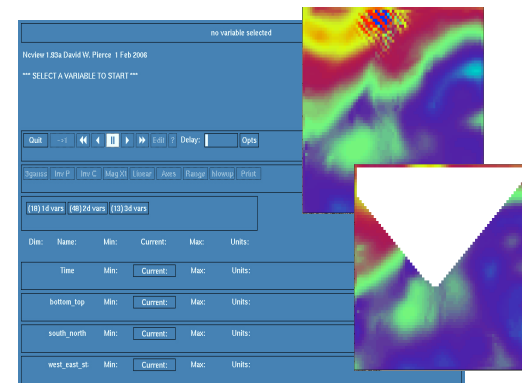 no variable selected
Ncview 1.83a David W. Pierce 1 Feb 2006
*** SELECT A VARIABLE TO START ***
Quit ->1 Edit ? Delay: Opts
3gauss Inv P Inv C Mag X1 Linear Axes Range blowup Print
(18) 1d vars (48) 2d vars (13) 3d vars
Dim: Name: Min: Current: Max: Units:
Time Min: Current: Max: Units:
bottom_top Min: Current: Max: Units:
south_north Min: Current: Max: Units:
west_east_st: Min: Current: Max: Units: